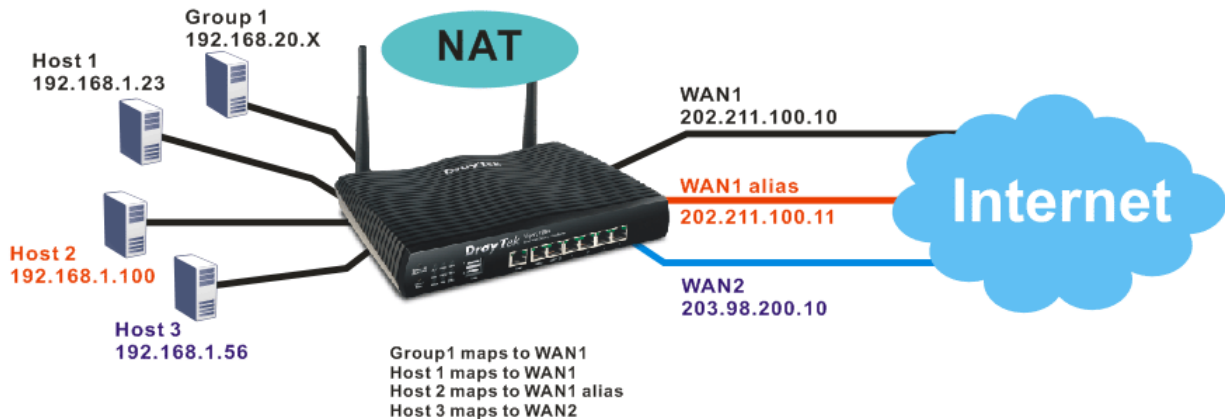 Group 1
192.168.20.X
NAT
Host 1
192.168.1.23
WAN1
202.211.100.10
DrayTek
WAN1 alias
202.211.100.11
Internet
Host 2
192.168.1.100
DrayTek
WAN2
203.98.200.10
Host 3
192.168.1.56
Group1 maps to WAN1
Host 1 maps to WAN1
Host 2 maps to WAN1 alias
Host 3 maps to WAN2